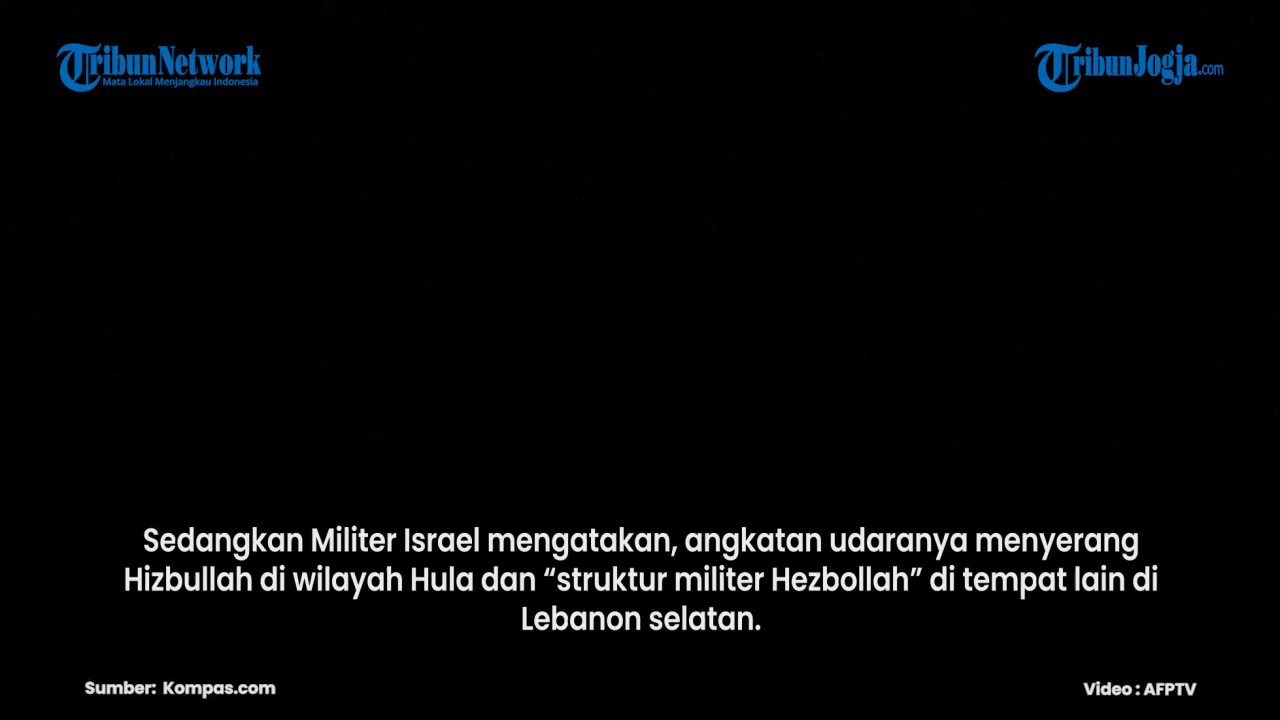 TribunNetwork
Mata Lokal Menjangkau Indonesia
TribunJogja.com
Sedangkan Militer Israel mengatakan, angkatan udaranya menyerang
Hizbullah di wilayah Hula dan “struktur militer Hezbollah” di tempat lain di
Lebanon selatan.
Sumber: Kompas.com
Video : AFPTV